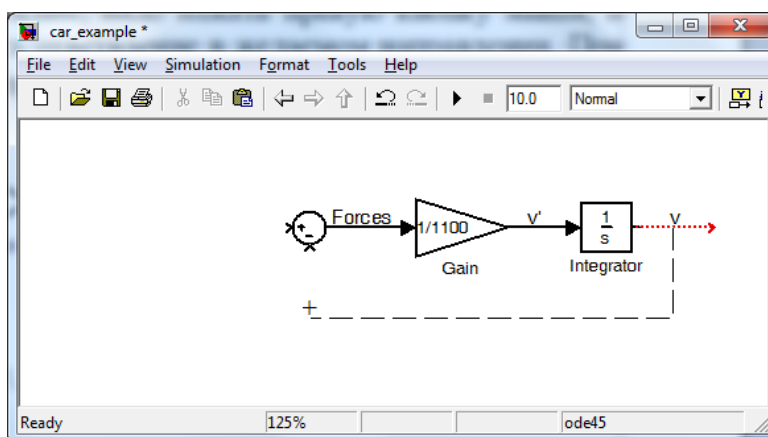 car_example *
File Edit View Simulation Format Tools Help
10.0 Normal
Forces 1/1100 v' 1 v
s
Gain Integrator
Ready 125% ode45